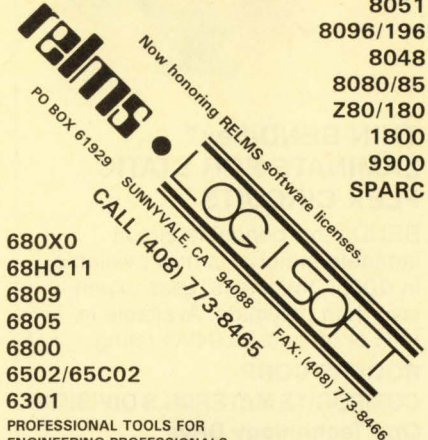 relms.
Now honoring RELMS software licenses.
LOGISOFT
PO BOX 61929 SUNNYVALE, CA 94088
CALL (408) 773-8465
FAX: (408) 773-8466
8051
8096/196
8048
8080/85
Z80/180
1800
9900
SPARC
680X0
68HC11
6809
6805
6800
6502/65C02
6301
PROFESSIONAL TOOLS FOR
ENGINEERING PROFESSIONALS